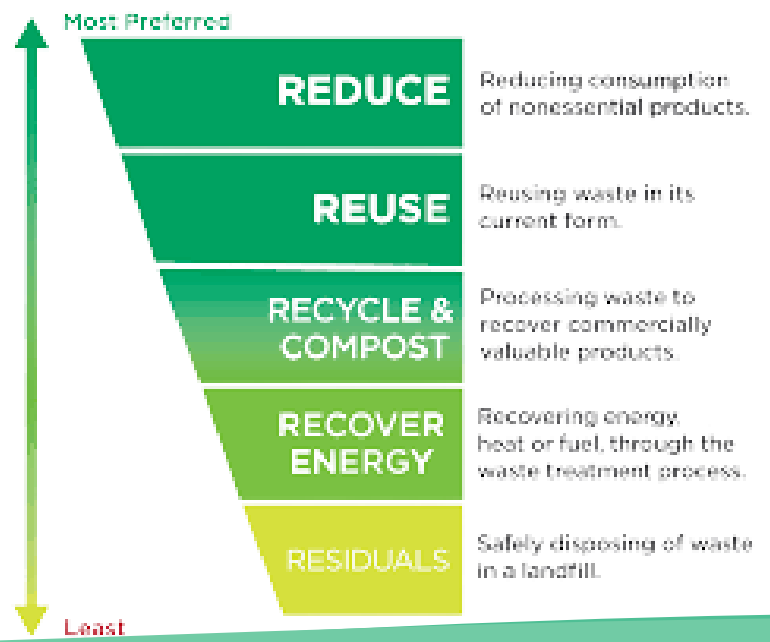 Most Preferred
REDUCE
Reducing consumption
of nonessential products.
REUSE
Reusing waste in its
current form.
RECYCLE &
COMPOST
Processing waste to
recover commercially
valuable products.
RECOVER
ENERGY
Recovering energy,
heat or fuel, through the
waste treatment process.
RESIDUALS
Safely disposing of waste
in a landfill.
Least